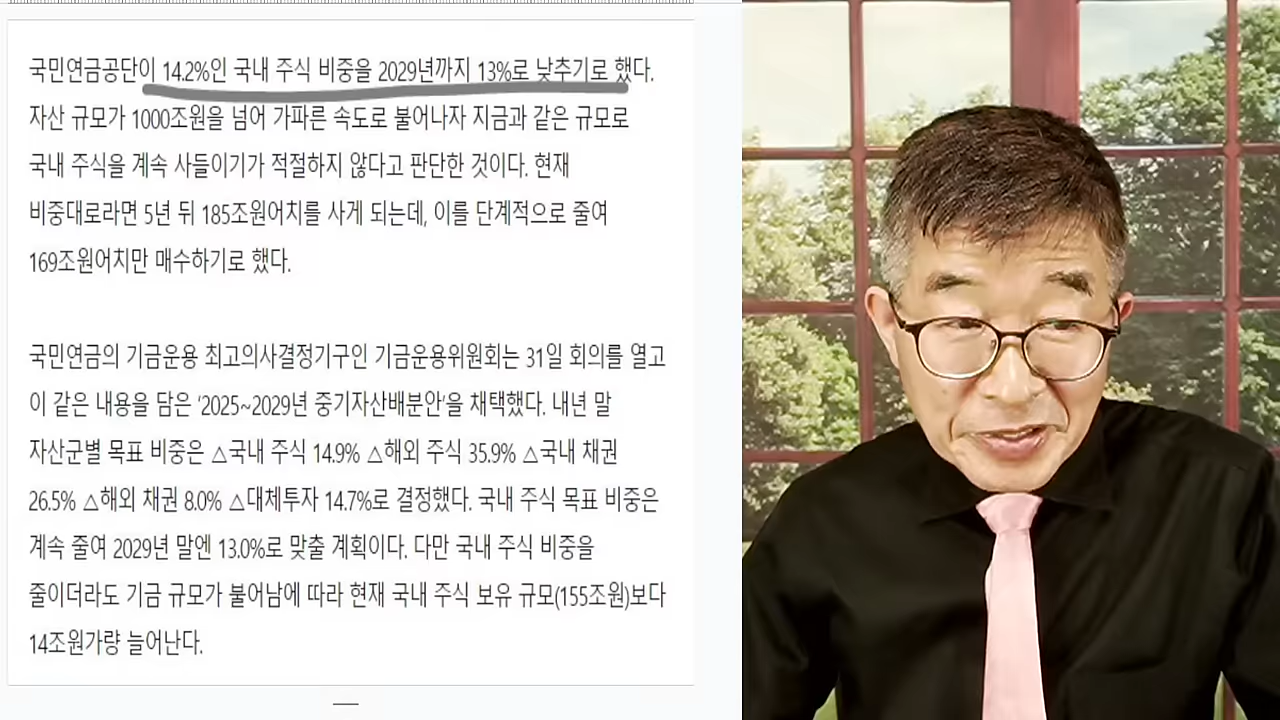 국민연금공단이 14.2%인 국내 주식 비중을 2029년까지 13%로 낮추기로 했다.
자산 규모가 1000조원을 넘어 가파른 속도로 불어나자 지금과 같은 규모로
국내 주식을 계속 사들이기가 적절하지 않다고 판단한 것이다. 현재
비중대로라면 5년 뒤 185조원어치를 사게 되는데, 이를 단계적으로 줄여
169조원어치만 매수하기로 했다.
국민연금의 기금운용 최고의사결정기구인 기금운용위원회는 31일 회의를 열고
이 같은 내용을 담은 ‘2025~2029년 중기자산배분안’을 채택했다. 내년 말
자산군별 목표 비중은 △국내 주식 14.9% △해외 주식 35.9% △국내 채권
26.5% △해외 채권 8.0% △대체투자 14.7%로 결정했다. 국내 주식 목표 비중은
계속 줄여 2029년 말엔 13.0%로 맞출 계획이다. 다만 국내 주식 비중을
줄이더라도 기금 규모가 불어남에 따라 현재 국내 주식 보유 규모(155조원)보다
14조원가량 늘어난다.